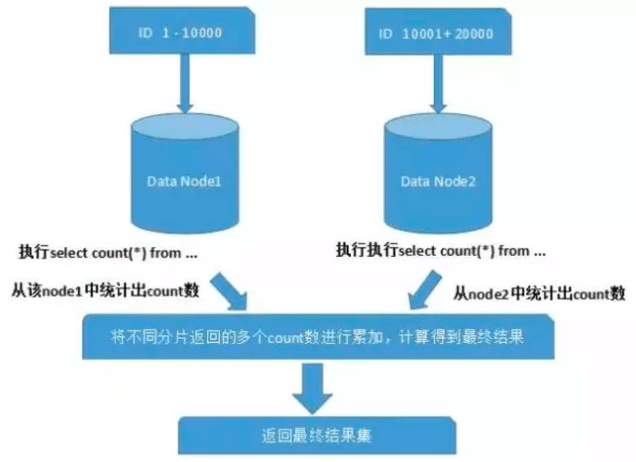 ID 1 - 10000
ID 10001+ 20000
Data Node1
Data Node2
执行select count(*) from ...
执行执行select count(*) from ...
从该node1中统计出count数
从node2中统计出count数
将不同分片返回的多个count数进行累加，计算得到最终结果
返回最终结果集